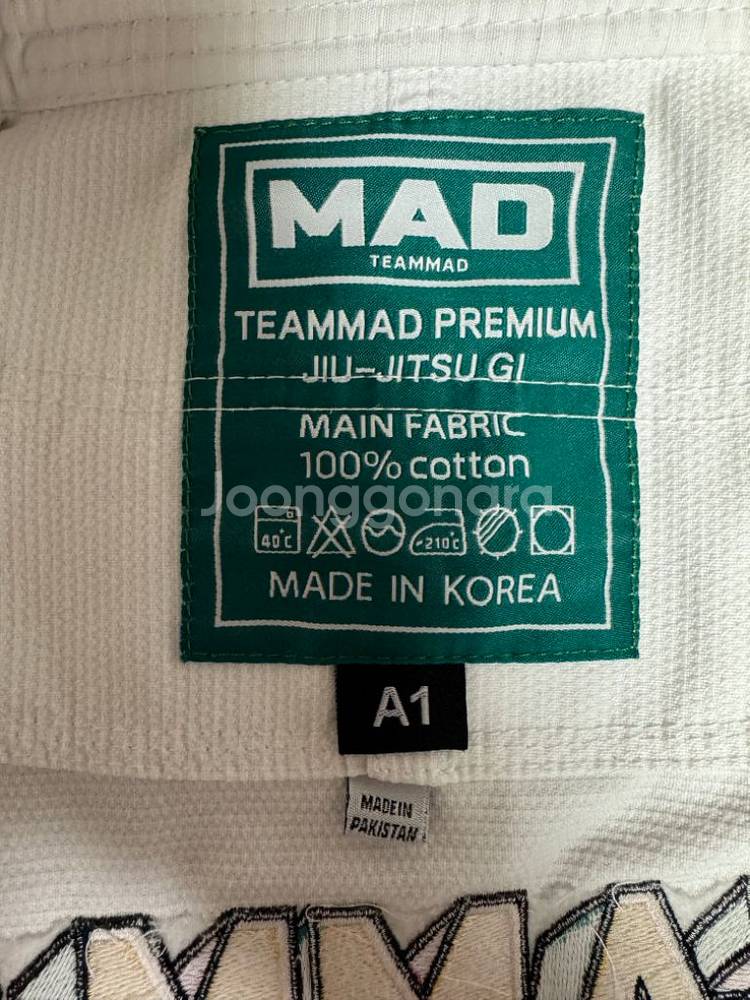 MAD
TEAMMAD
TEAMMAD PREMIUM
JIU-JITSU GI
MAIN FABRIC
100% cotton
Joonggonara
40°C 210°C
MADE IN KOREA
A1
MADE IN
PAKISTAN
MMA